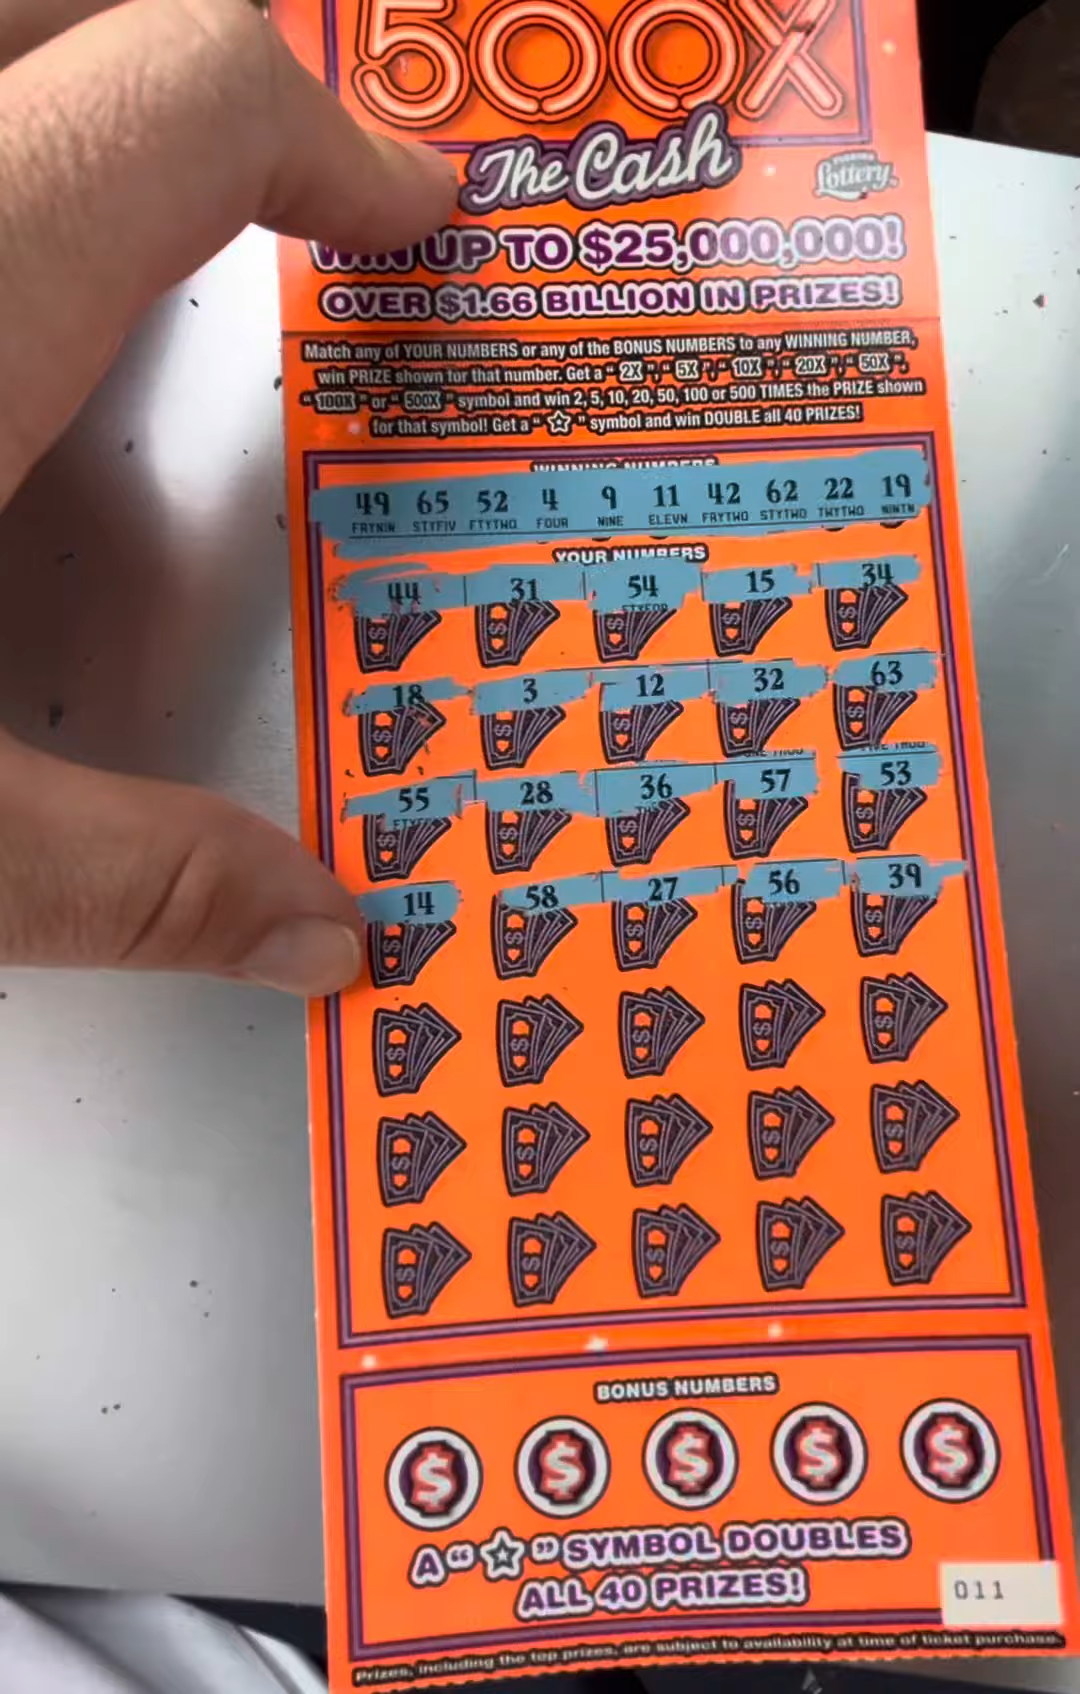 500X
The Cash
Lottery
WIN UP TO $25,000,000!
OVER $1.66 BILLION IN PRIZES!
Match any of YOUR NUMBERS or any of the BONUS NUMBERS to any WINNING NUMBER,
win PRIZE shown for that number. Get a "2X", "5X", "10X", "20X", "50X",
"100X" or "500X" symbol and win 2, 5, 10, 20, 50, 100 or 500 TIMES the PRIZE shown
for that symbol! Get a "☆" symbol and win DOUBLE all 40 PRIZES!
WINNING NUMBERS
49 65 52 4 9 11 42 62 22 19
FRYNIN STYFIV FTYTWO FOUR NINE ELEVN FRYTWO STYTWO TWYTWO NINTN
YOUR NUMBERS
44 31 54 15 34
18 3 12 32 63
55 28 36 57 53
14 58 27 56 39
BONUS NUMBERS
$ $ $ $ $
A "☆" SYMBOL DOUBLES
ALL 40 PRIZES!
011
Prizes, including the top prizes, are subject to availability at time of ticket purchase.